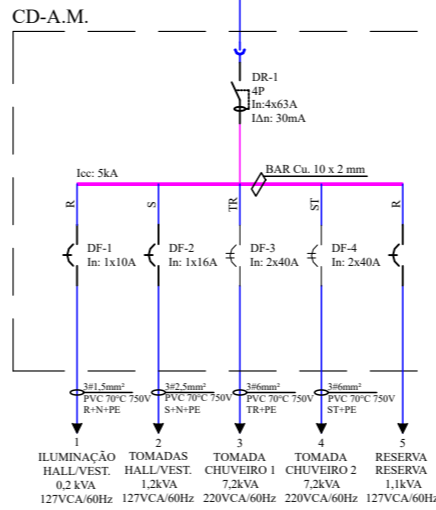 CD-A.M.
DR-1
4P
In:4x63A
IΔn: 30mA
Icc: 5kA
BAR Cu. 10 x 2 mm
R
S
TR
ST
R
DF-1
In: 1x10A
DF-2
In: 1x16A
DF-3
In: 2x40A
DF-4
In: 2x40A
3#1,5mm²
PVC 70°C 750V
R+N+PE
3#2,5mm²
PVC 70°C 750V
S+N+PE
3#6mm²
PVC 70°C 750V
TR+PE
3#6mm²
PVC 70°C 750V
ST+PE
1
ILUMINAÇÃO
HALL/VEST.
0,2 kVA
127VCA/60Hz
2
TOMADAS
HALL/VEST.
1,2kVA
127VCA/60Hz
3
TOMADA
CHUVEIRO 1
7,2kVA
220VCA/60Hz
4
TOMADA
CHUVEIRO 2
7,2kVA
220VCA/60Hz
5
RESERVA
RESERVA
1,1kVA
127VCA/60Hz